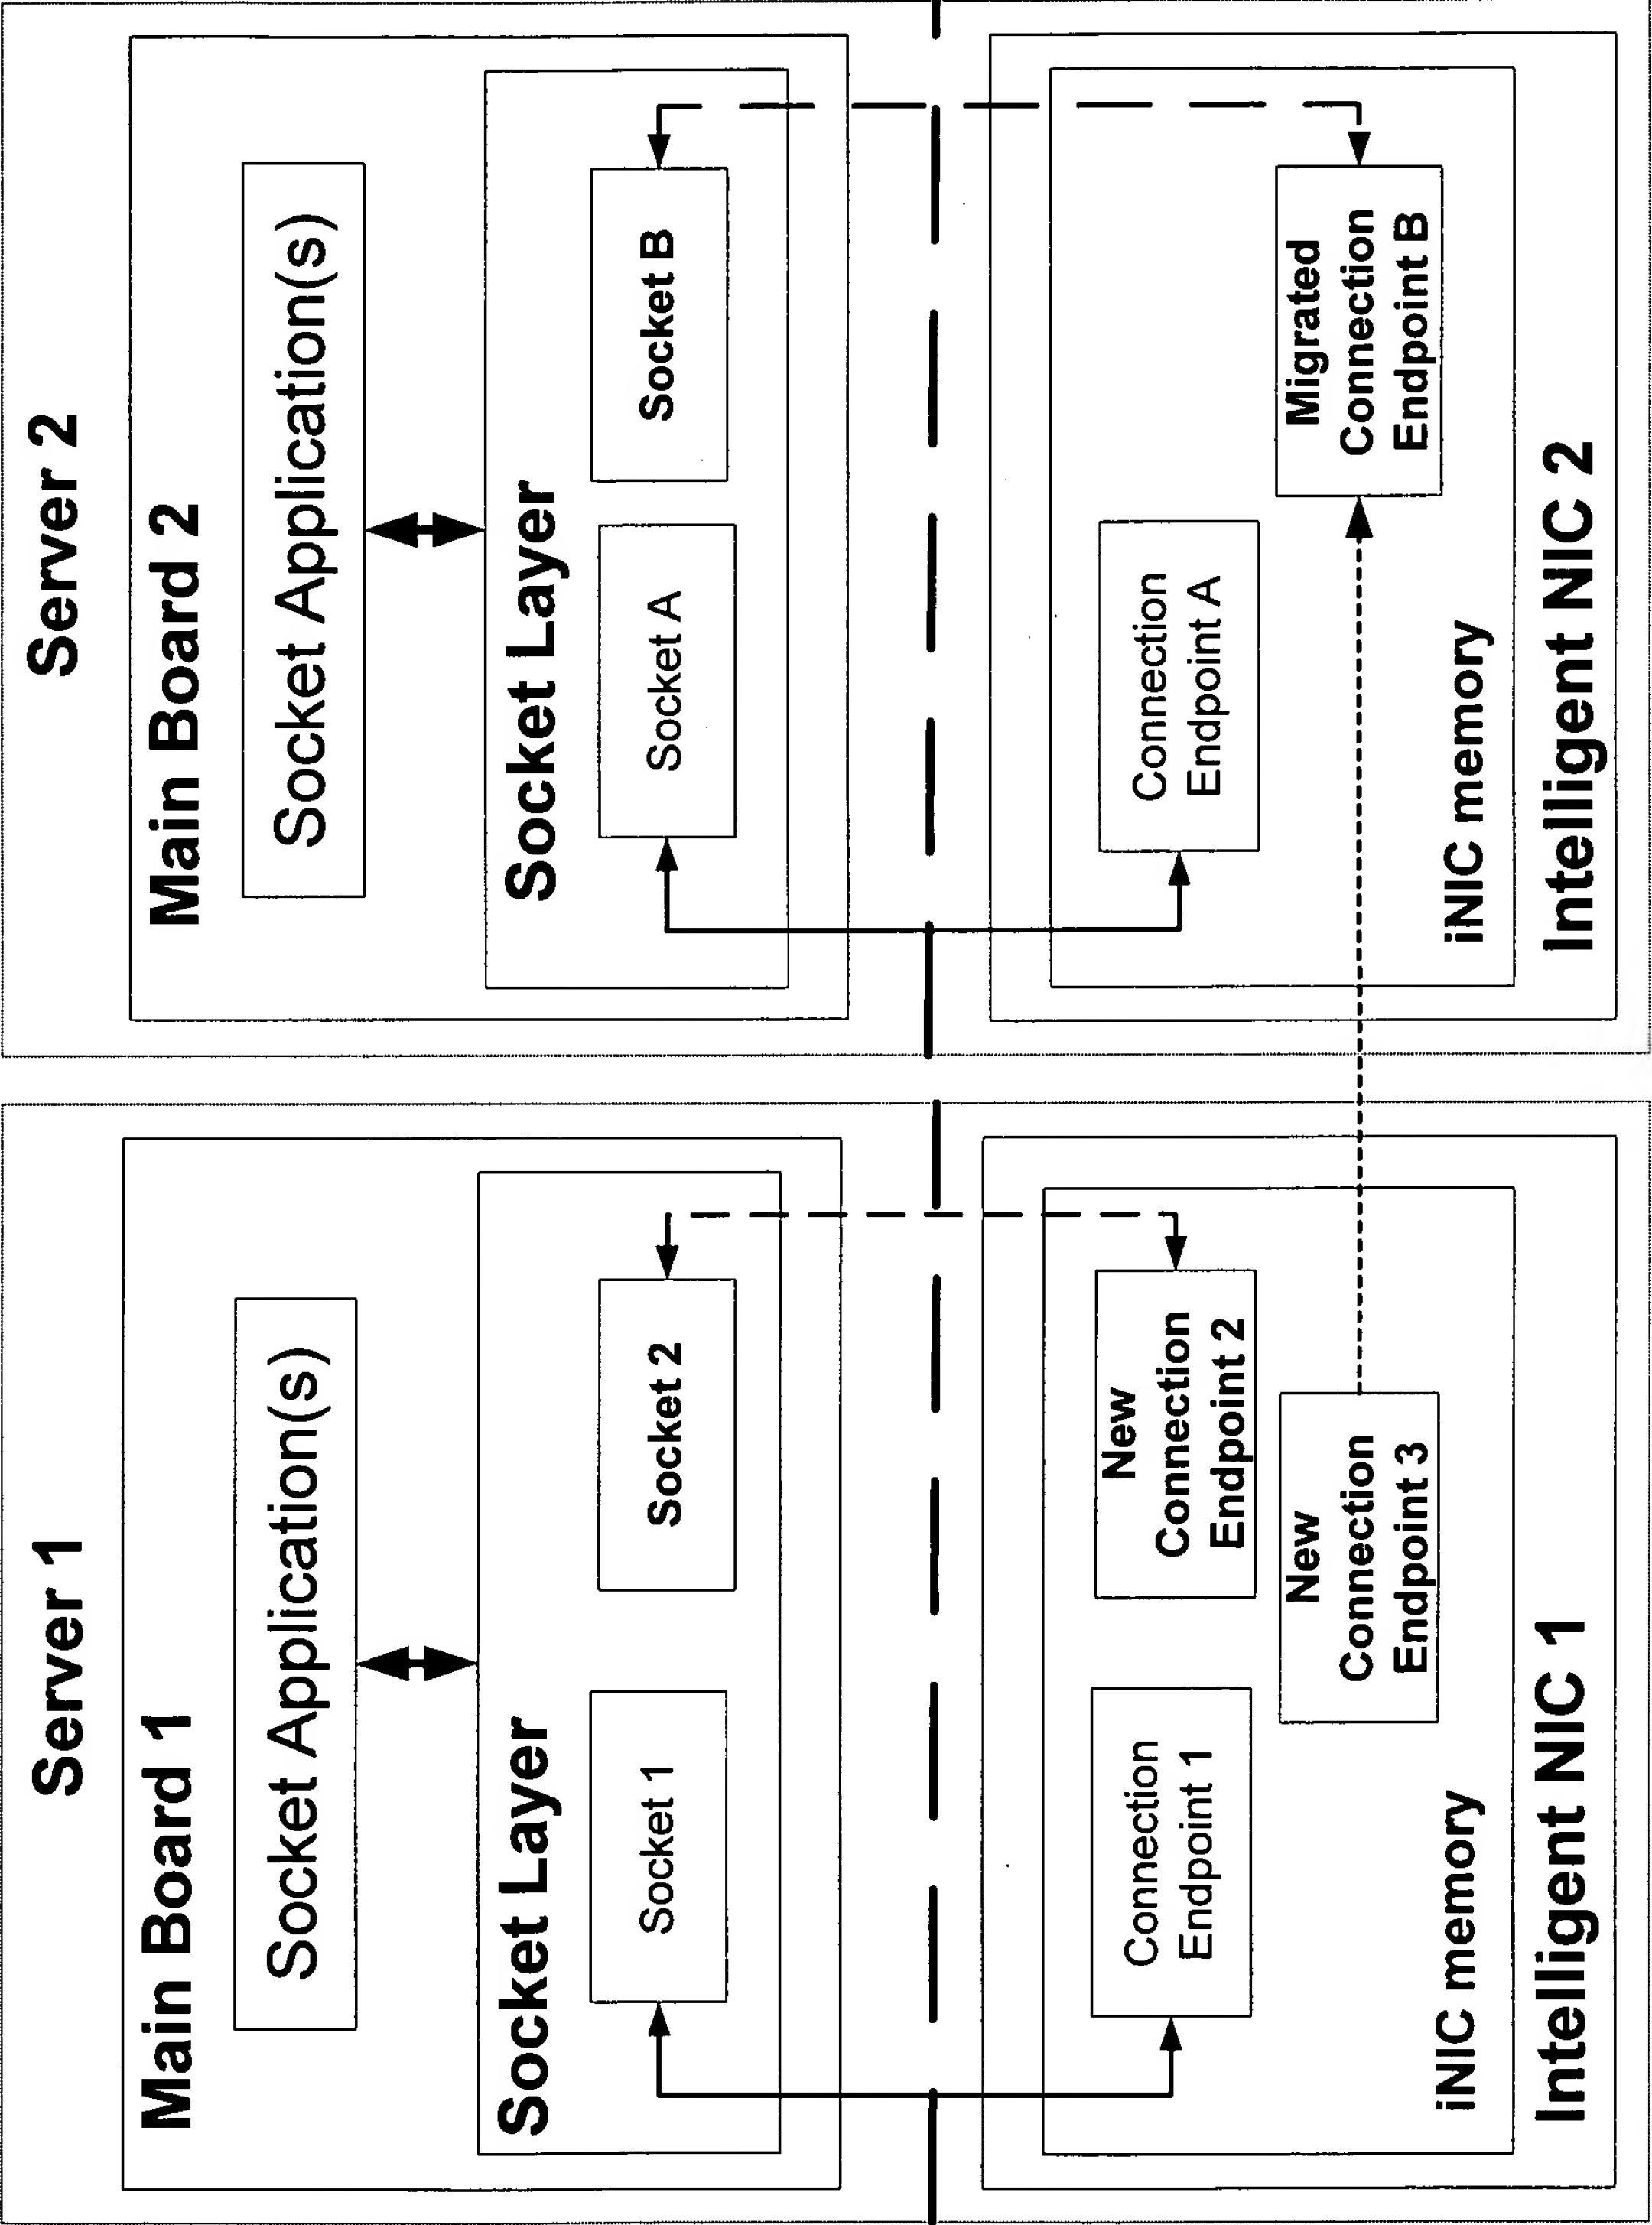 Server 1
Main Board 1
Socket Application(s)
Socket Layer
Socket 1
Socket 2
Connection
Endpoint 1
New
Connection
Endpoint 2
New
Connection
Endpoint 3
iNIC memory
Intelligent NIC 1
Server 2
Main Board 2
Socket Application(s)
Socket Layer
Socket A
Socket B
Connection
Endpoint A
Migrated
Connection
Endpoint B
iNIC memory
Intelligent NIC 2